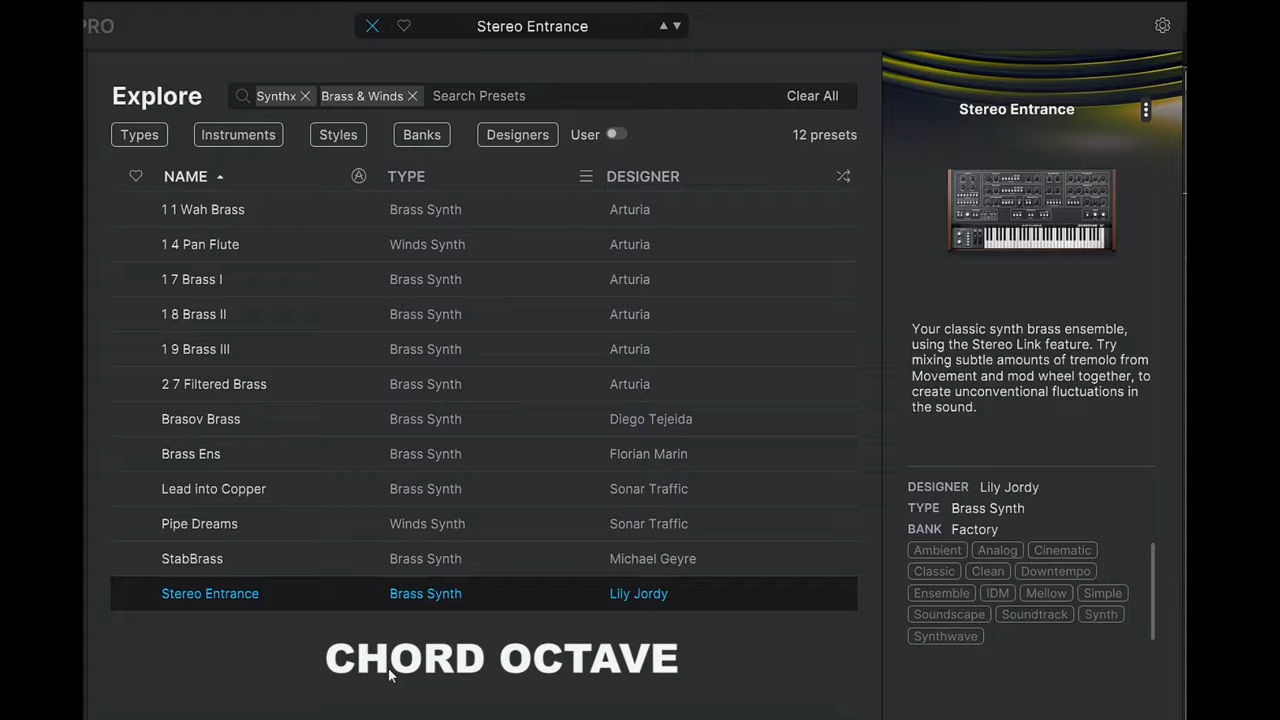 PRO
Stereo Entrance
Explore
Synthx
Brass & Winds
Search Presets
Clear All
Types
Instruments
Styles
Banks
Designers
User
12 presets
NAME TYPE DESIGNER
1 1 Wah Brass Brass Synth Arturia
1 4 Pan Flute Winds Synth Arturia
1 7 Brass I Brass Synth Arturia
1 8 Brass II Brass Synth Arturia
1 9 Brass III Brass Synth Arturia
2 7 Filtered Brass Brass Synth Arturia
Brasov Brass Brass Synth Diego Tejeida
Brass Ens Brass Synth Florian Marin
Lead into Copper Brass Synth Sonar Traffic
Pipe Dreams Winds Synth Sonar Traffic
StabBrass Brass Synth Michael Geyre
Stereo Entrance Brass Synth Lily Jordy
CHORD OCTAVE
Stereo Entrance
Your classic synth brass ensemble,
using the Stereo Link feature. Try
mixing subtle amounts of tremolo from
Movement and mod wheel together, to
create unconventional fluctuations in
the sound.
DESIGNER Lily Jordy
TYPE Brass Synth
BANK Factory
Ambient Analog Cinematic
Classic Clean Downtempo
Ensemble IDM Mellow Simple
Soundscape Soundtrack Synth
Synthwave